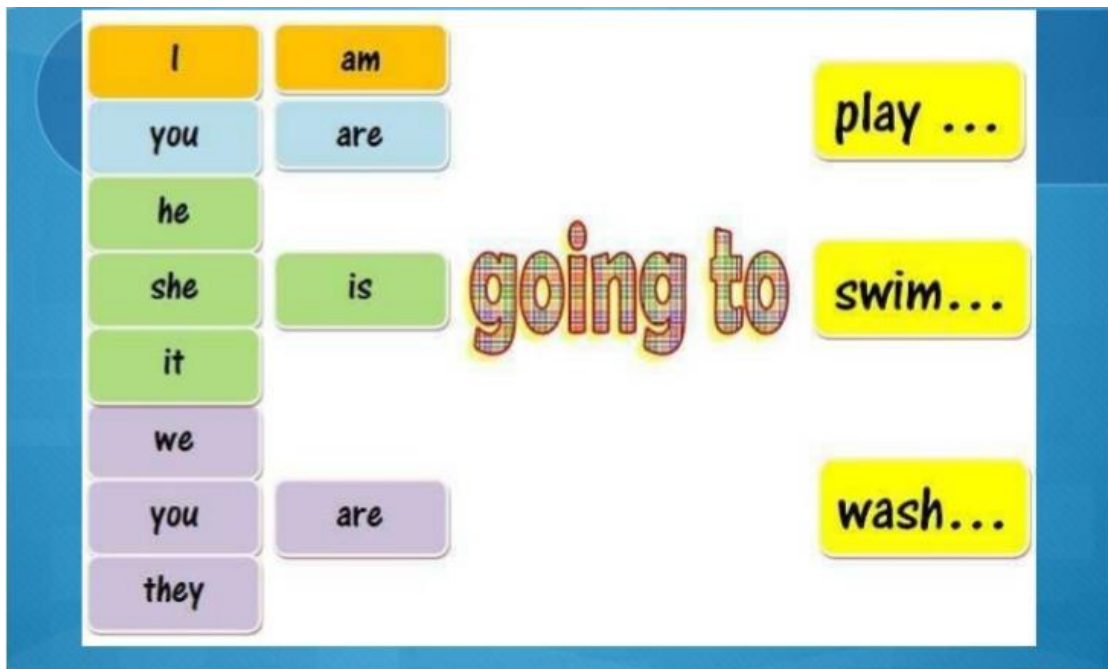 I am
you are play ...
he
she is going to swim...
it
we
you are wash...
they